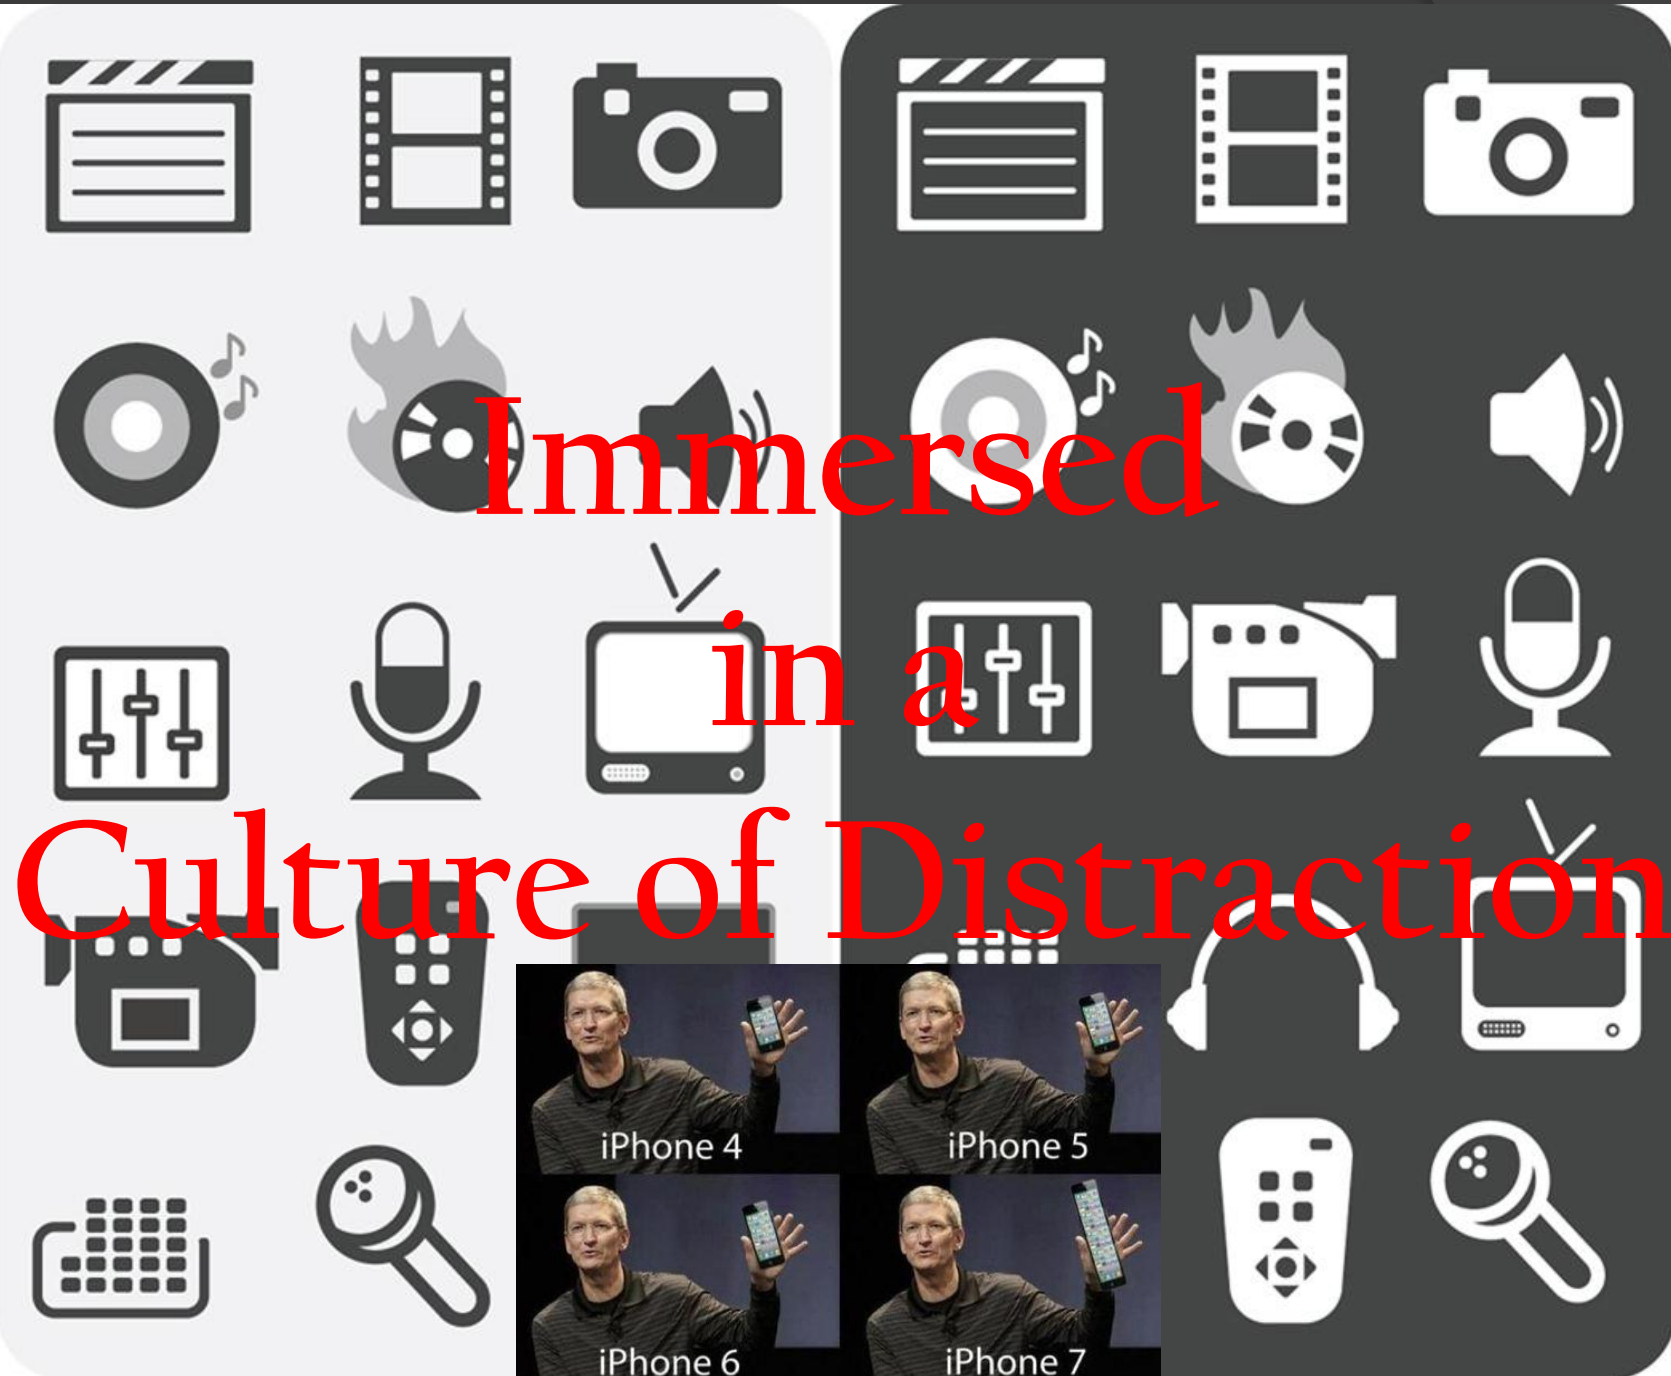 Immersed
in a
Culture of Distraction
iPhone 4
iPhone 5
iPhone 6
iPhone 7